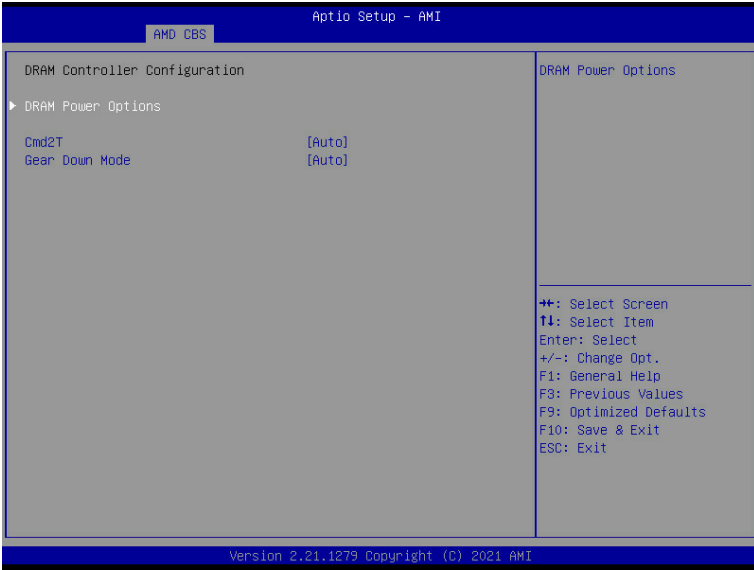 Aptio Setup – AMI
AMD CBS
DRAM Controller Configuration
DRAM Power Options
Cmd2T [Auto]
Gear Down Mode [Auto]
DRAM Power Options
→←: Select Screen
↑↓: Select Item
Enter: Select
+/-: Change Opt.
F1: General Help
F3: Previous Values
F9: Optimized Defaults
F10: Save & Exit
ESC: Exit
Version 2.21.1279 Copyright (C) 2021 AMI